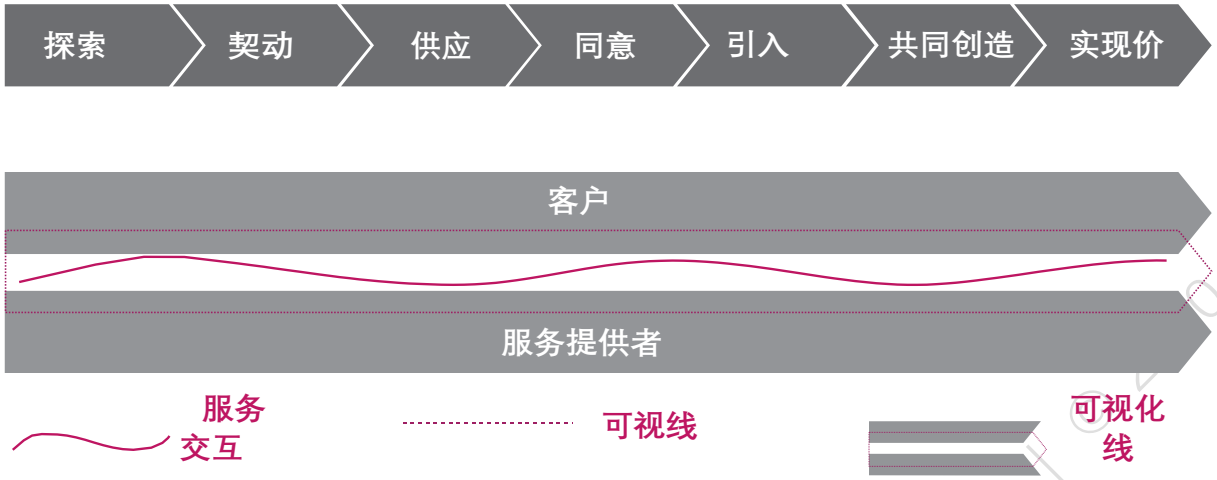 探索 契动 供应 同意 引入 共同创造 实现价
客户
服务提供者
服务
交互
可视线
可视化
线